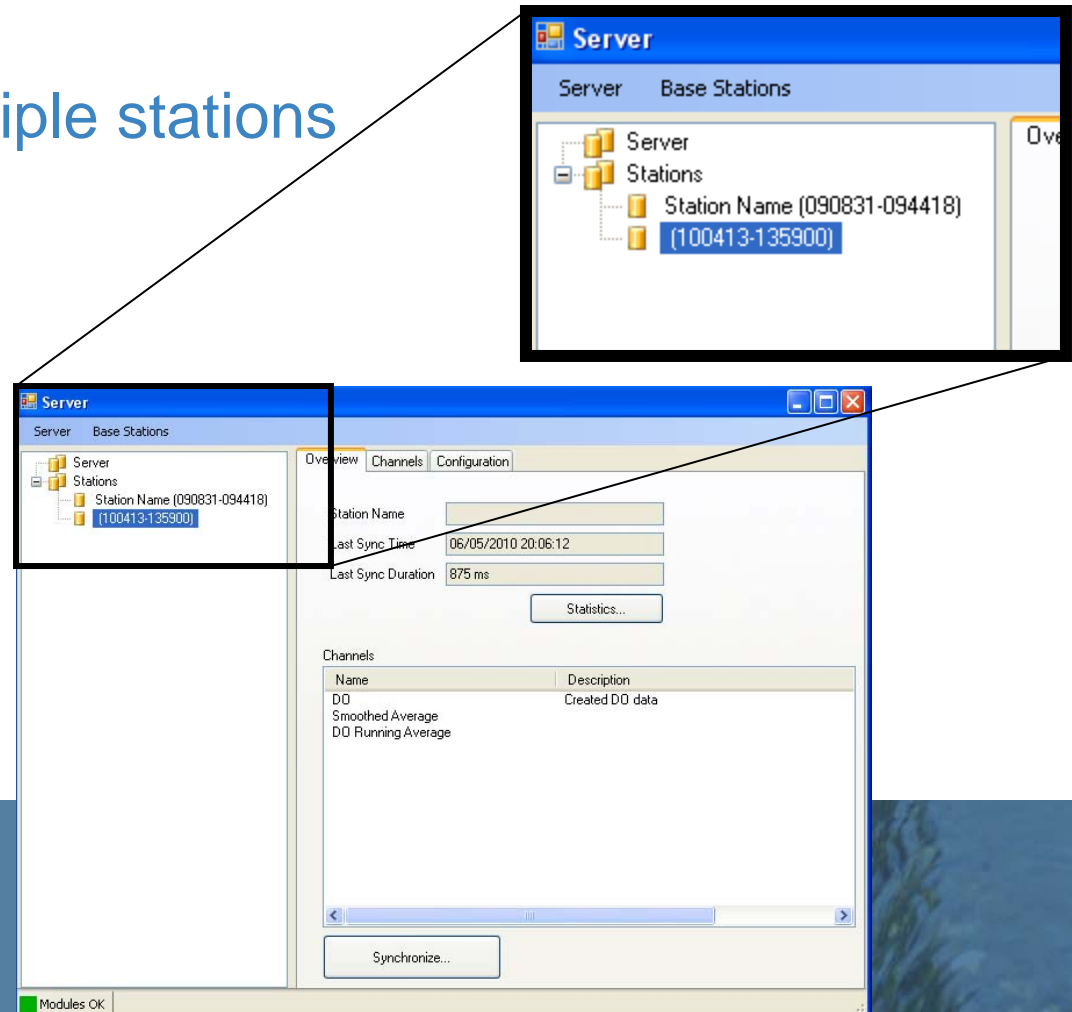 iple stations
Server
Server Base Stations
Server
Stations
Station Name (090831-094418)
(100413-135900)
Ove
Server
Server Base Stations
Server
Stations
Station Name (090831-094418)
(100413-135900)
Overview Channels Configuration
Station Name
Last Sync Time 06/05/2010 20:06:12
Last Sync Duration 875 ms
Statistics...
Channels
Name Description
DO Created DO data
Smoothed Average
DO Running Average
Synchronize...
Modules OK